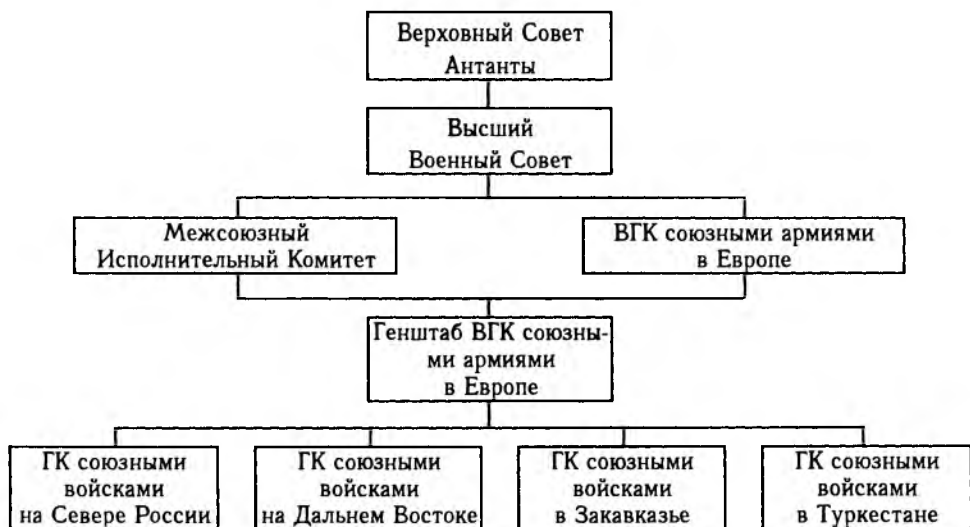 Верховный Совет
Антанты
Высший
Военный Совет
Межсоюзный
Исполнительный Комитет
ВГК союзными армиями
в Европе
Генштаб ВГК союзны-
ми армиями
в Европе
ГК союзными
войсками
на Севере России
ГК союзными
войсками
на Дальнем Востоке
ГК союзными
войсками
в Закавказье
ГК союзными
войсками
в Туркестане